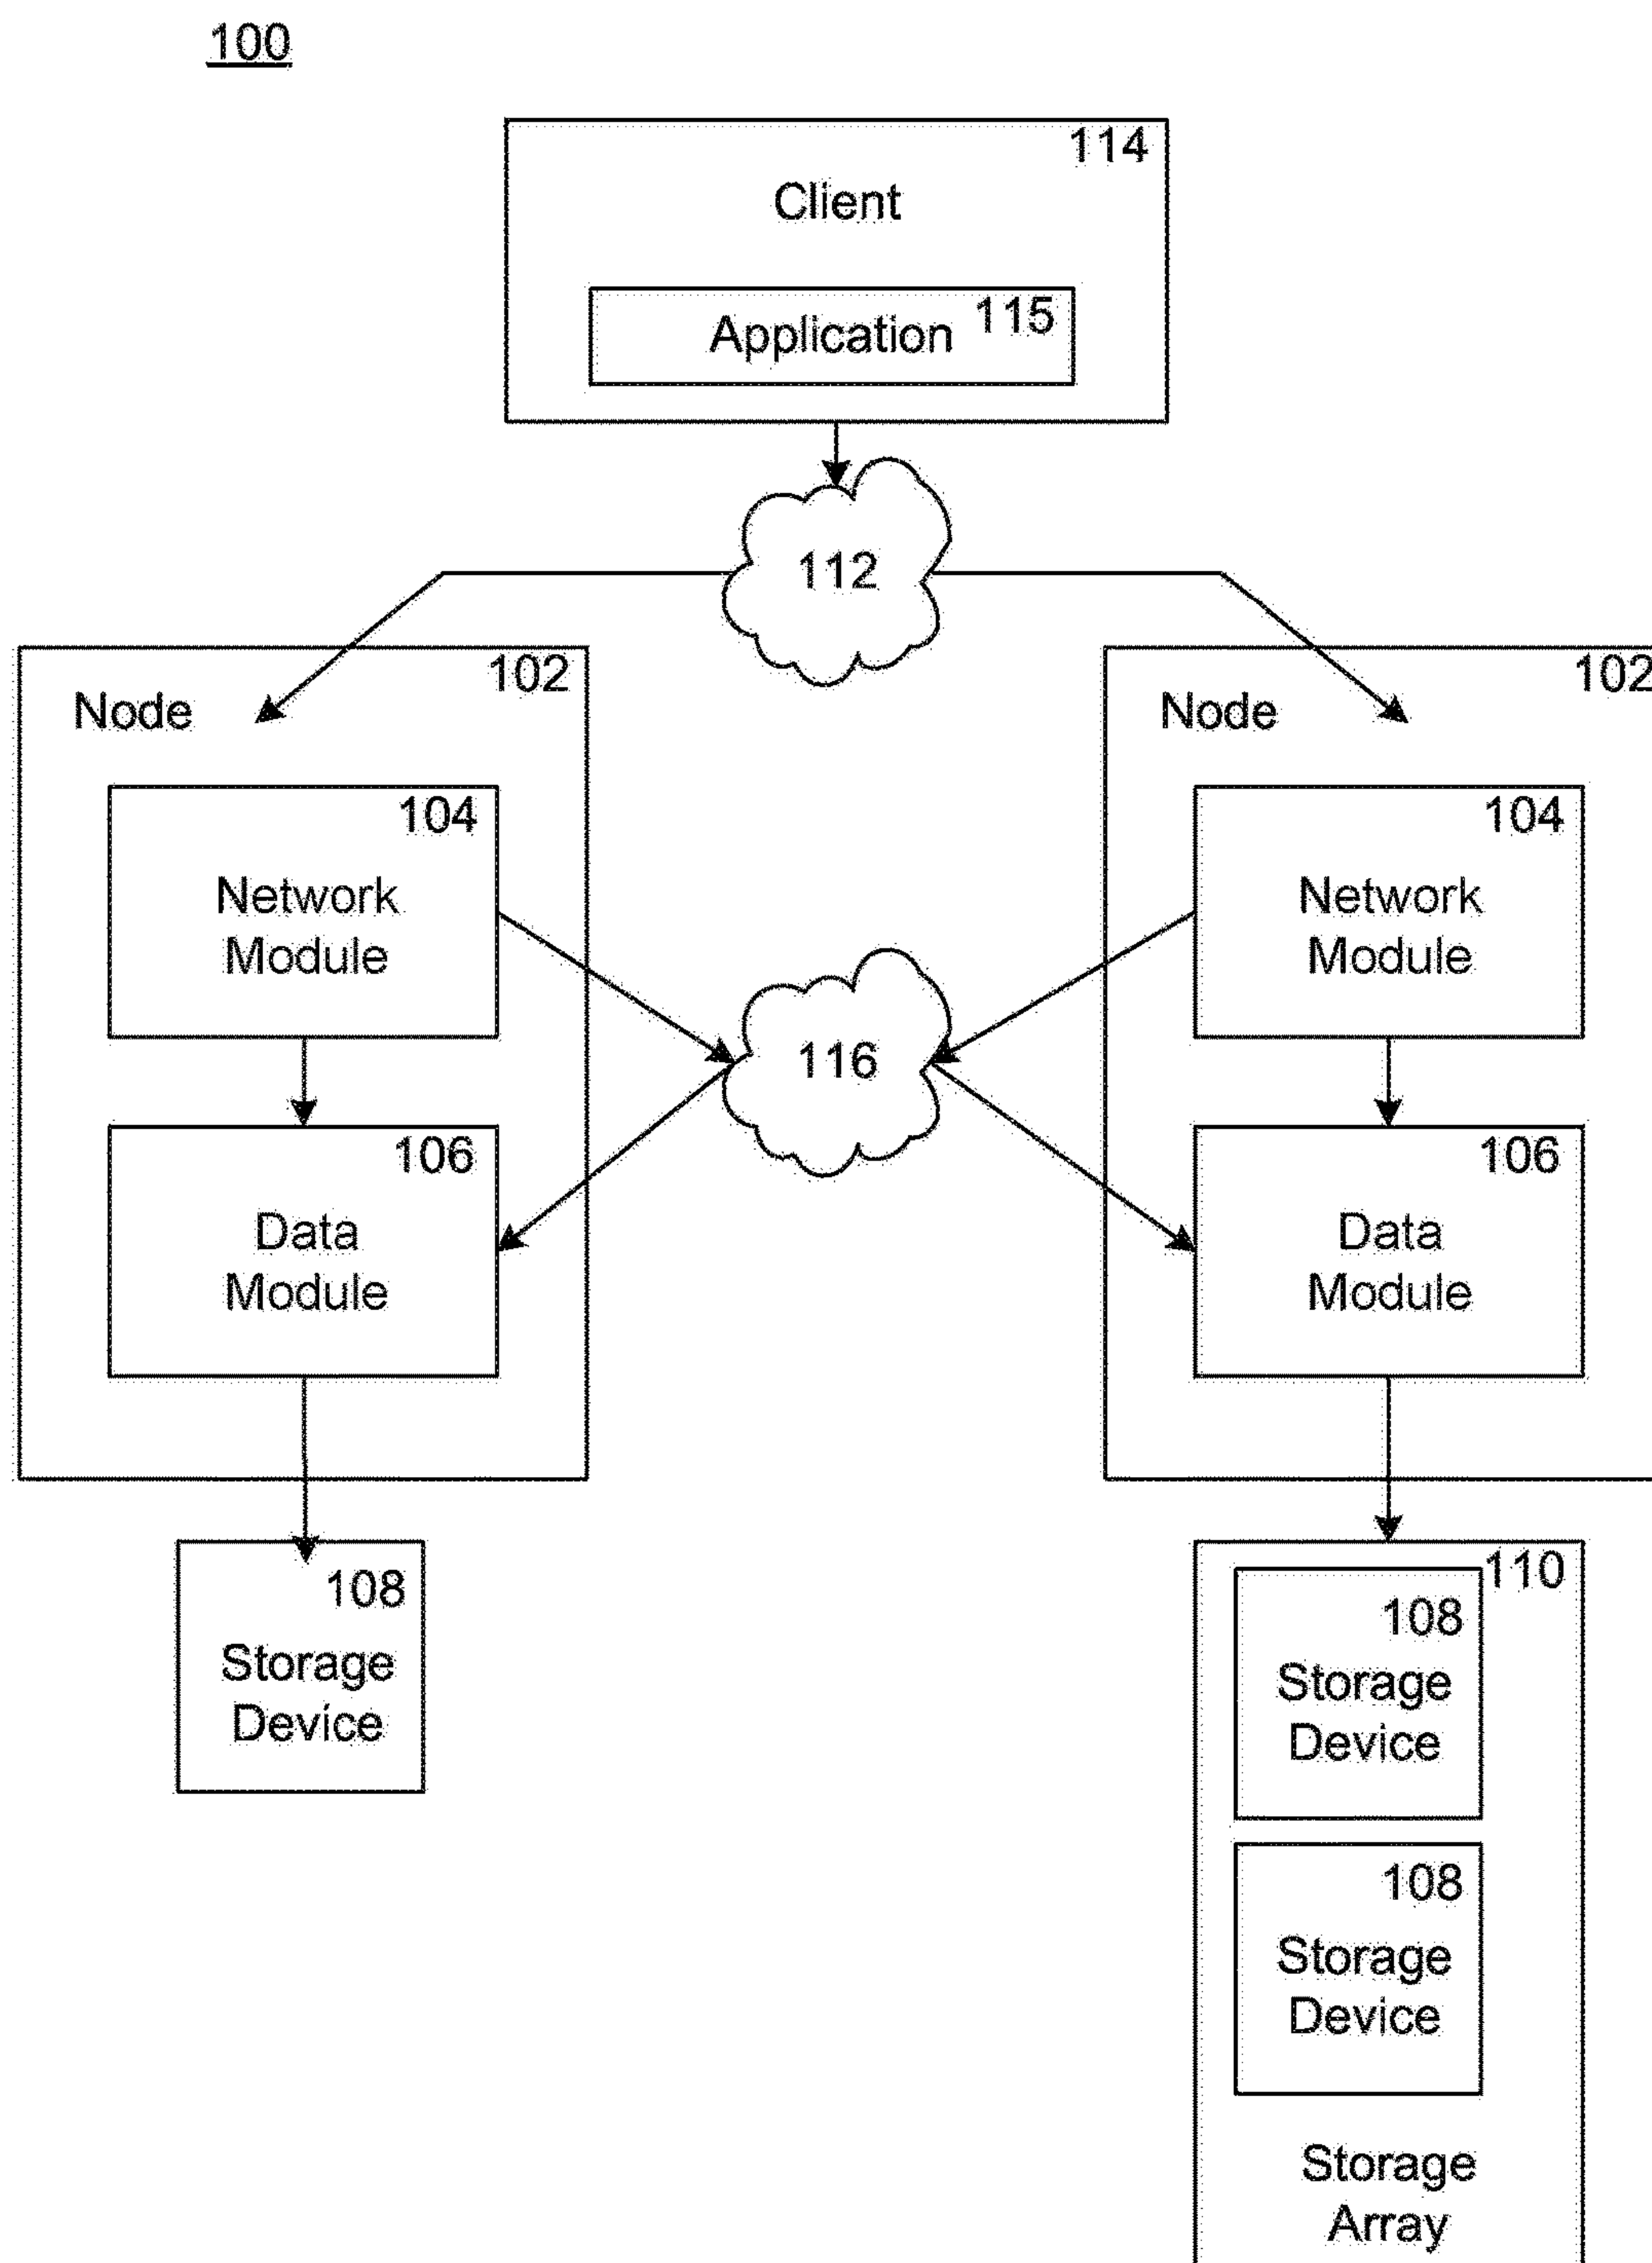 100
114
Client
115
Application
112
102
Node
102
Node
104
Network
Module
104
Network
Module
116
106
Data
Module
106
Data
Module
108
Storage
Device
110
108
Storage
Device
108
Storage
Device
Storage
Array